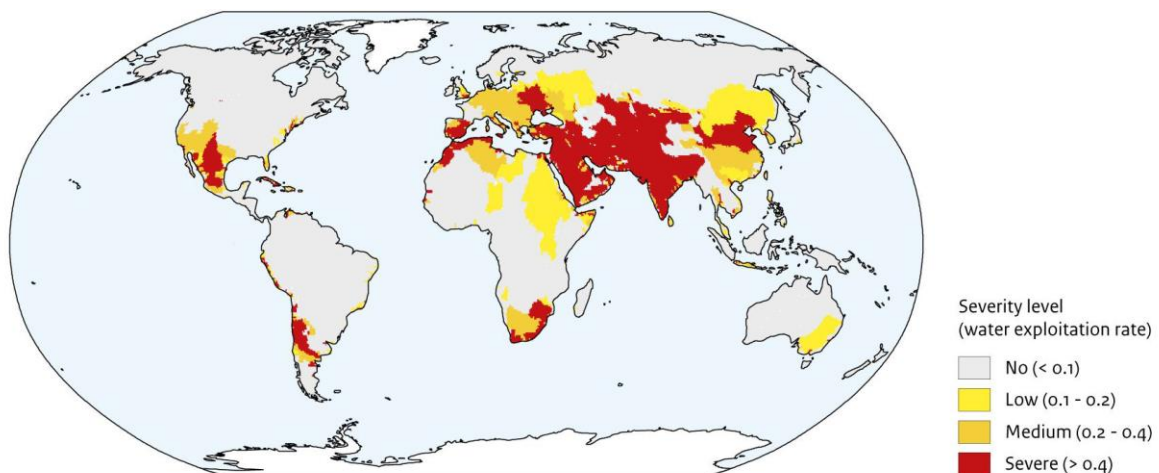 Severity level
(water exploitation rate)
No (< 0.1)
Low (0.1 - 0.2)
Medium (0.2 - 0.4)
Severe (> 0.4)